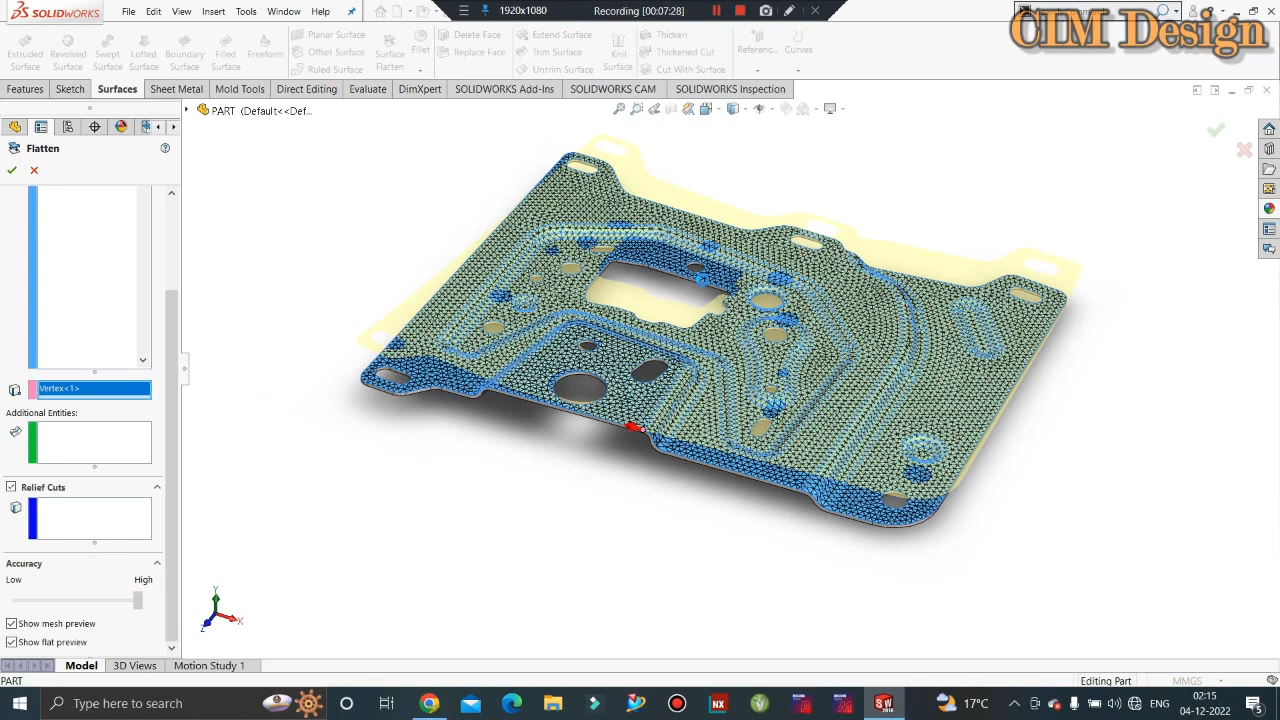 SOLIDWORKS
File Edit View Insert Tools Window Help
1920x1080
Recording [00:07:28]
CIM Design
Extruded Surface
Revolved Surface
Swept Surface
Lofted Surface
Boundary Surface
Filled Surface
Freeform
Planar Surface
Offset Surface
Ruled Surface
Surface Flatten
Fillet
Delete Face
Replace Face
Extend Surface
Trim Surface
Untrim Surface
Knit Surface
Thicken
Thickened Cut
Cut With Surface
Referenc...
Curves
Features Sketch Surfaces Sheet Metal Mold Tools Direct Editing Evaluate DimXpert SOLIDWORKS Add-Ins SOLIDWORKS CAM SOLIDWORKS Inspection
PART (Default<<Def...
Flatten
Vertex<1>
Additional Entities:
Relief Cuts
Accuracy
Low High
Show mesh preview
Show flat preview
Y
X
Z
Model 3D Views Motion Study 1
PART
Editing Part
MMGS
Type here to search
NX
SW
2018
17°C
ENG
02:15
04-12-2022
5